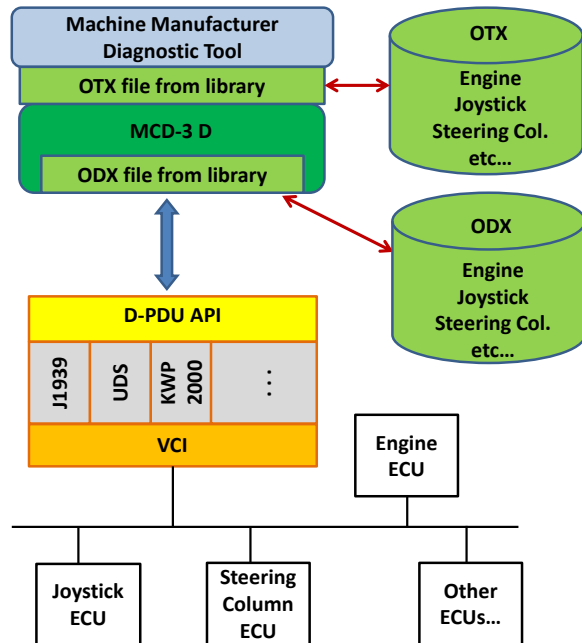 Machine Manufacturer
Diagnostic Tool
OTX file from library
MCD-3 D
ODX file from library
OTX
Engine
Joystick
Steering Col.
etc...
ODX
Engine
Joystick
Steering Col.
etc...
D-PDU API
J1939
UDS
KWP
2000
...
VCI
Engine
ECU
Joystick
ECU
Steering
Column
ECU
Other
ECUs...